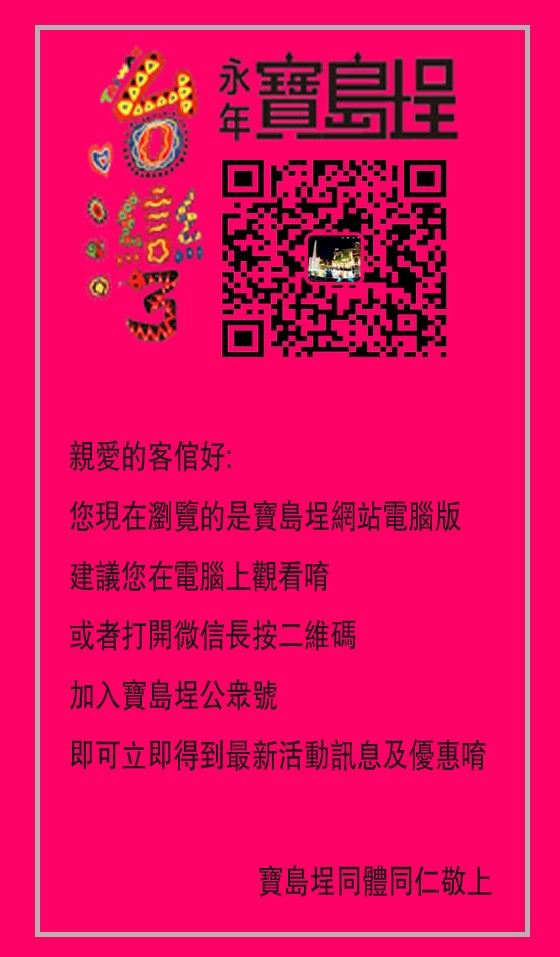 TAIWAN
永年
寶島埕
親愛的客倌好:
您現在瀏覽的是寶島埕網站電腦版
建議您在電腦上觀看唷
或者打開微信長按二維碼
加入寶島埕公眾號
即可立即得到最新活動訊息及優惠唷
寶島埕同體同仁敬上